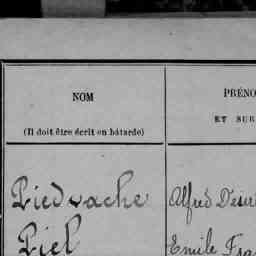 NOM PRÉNO
ET SUR
(Il doit être écrit en bâtarde)
Piedvache Alfred Désir
Piel Emile Fra